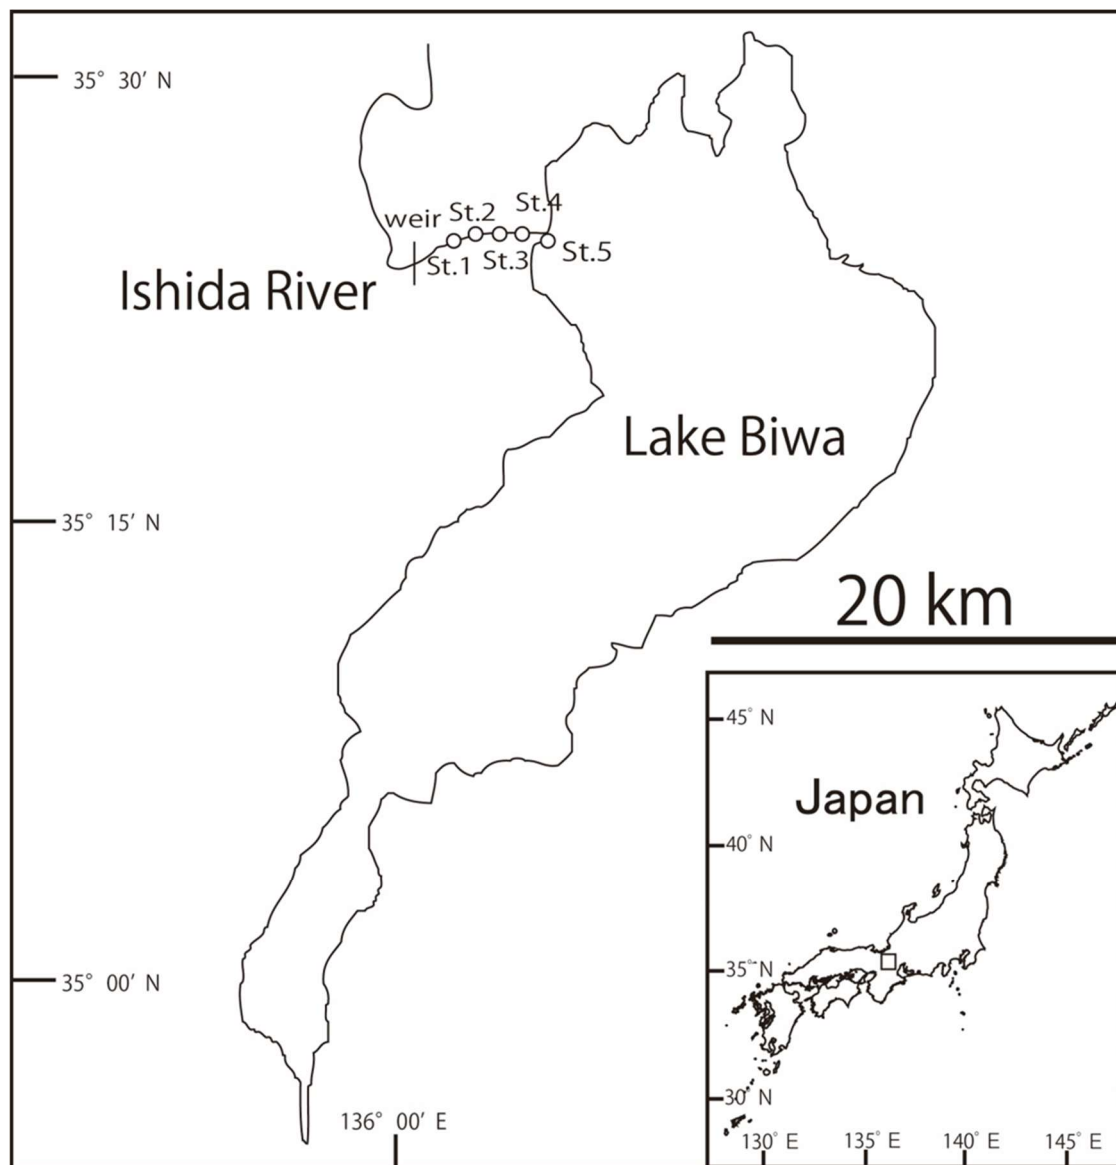 35° 30′ N
weir
St.2
St.4
St.1
St.3
St.5
Ishida River
Lake Biwa
35° 15′ N
20 km
45° N
Japan
40° N
35° N
35° 00′ N
30° N
136° 00′ E
130° E
135° E
140° E
145° E